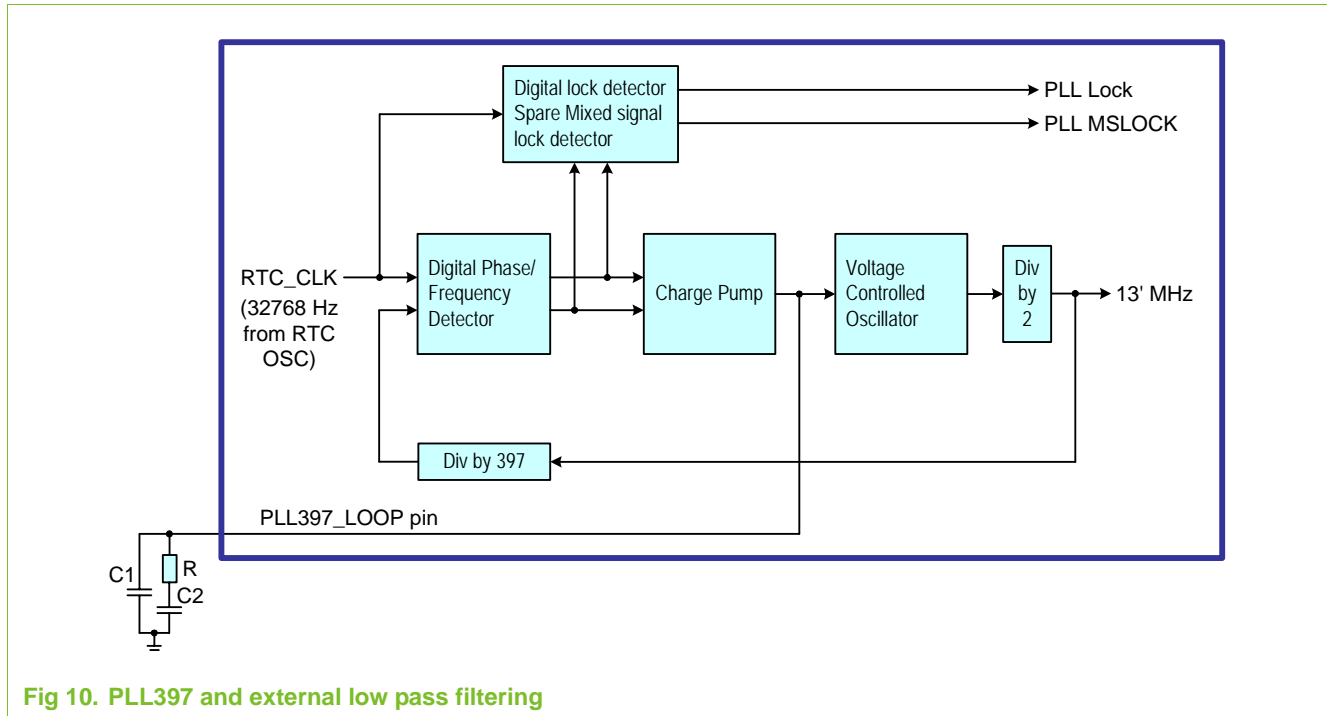 Digital lock detector
Spare Mixed signal
lock detector
PLL Lock
PLL MSLOCK
RTC_CLK
(32768 Hz
from RTC
OSC)
Digital Phase/
Frequency
Detector
Charge Pump
Voltage
Controlled
Oscillator
Div
by
2
13' MHz
Div by 397
PLL397_LOOP pin
C1
R
C2
Fig 10. PLL397 and external low pass filtering